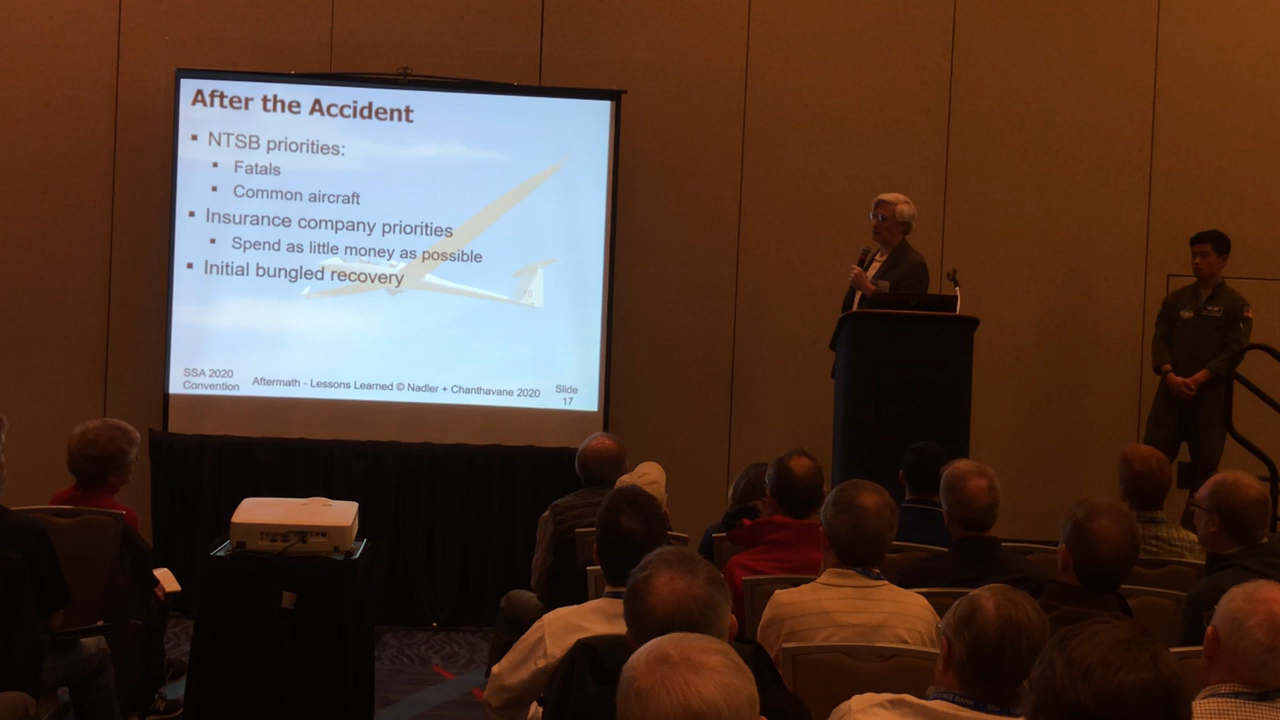 After the Accident
▪ NTSB priorities:
▪ Fatals
▪ Common aircraft
▪ Insurance company priorities
▪ Spend as little money as possible
▪ Initial bungled recovery
SSA 2020
Convention
Aftermath - Lessons Learned © Nadler + Chanthavane 2020
Slide
17